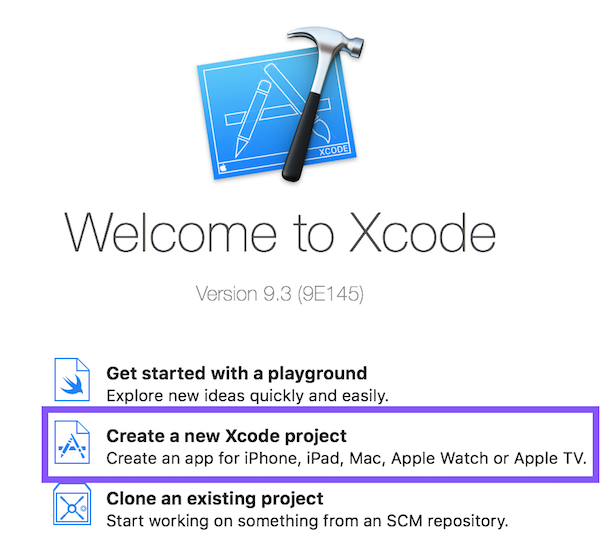 XCODE
Welcome to Xcode
Version 9.3 (9E145)
Get started with a playground
Explore new ideas quickly and easily.
Create a new Xcode project
Create an app for iPhone, iPad, Mac, Apple Watch or Apple TV.
Clone an existing project
Start working on something from an SCM repository.